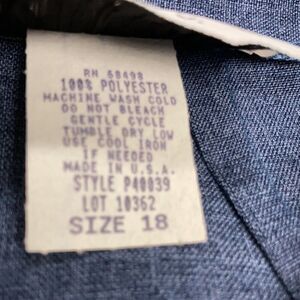 RN 58498
100% POLYESTER
MACHINE WASH COLD
DO NOT BLEACH
GENTLE CYCLE
TUMBLE DRY LOW
USE COOL IRON
IF NEEDED
MADE IN U.S.A.
STYLE P40039
LOT 10362
SIZE 18